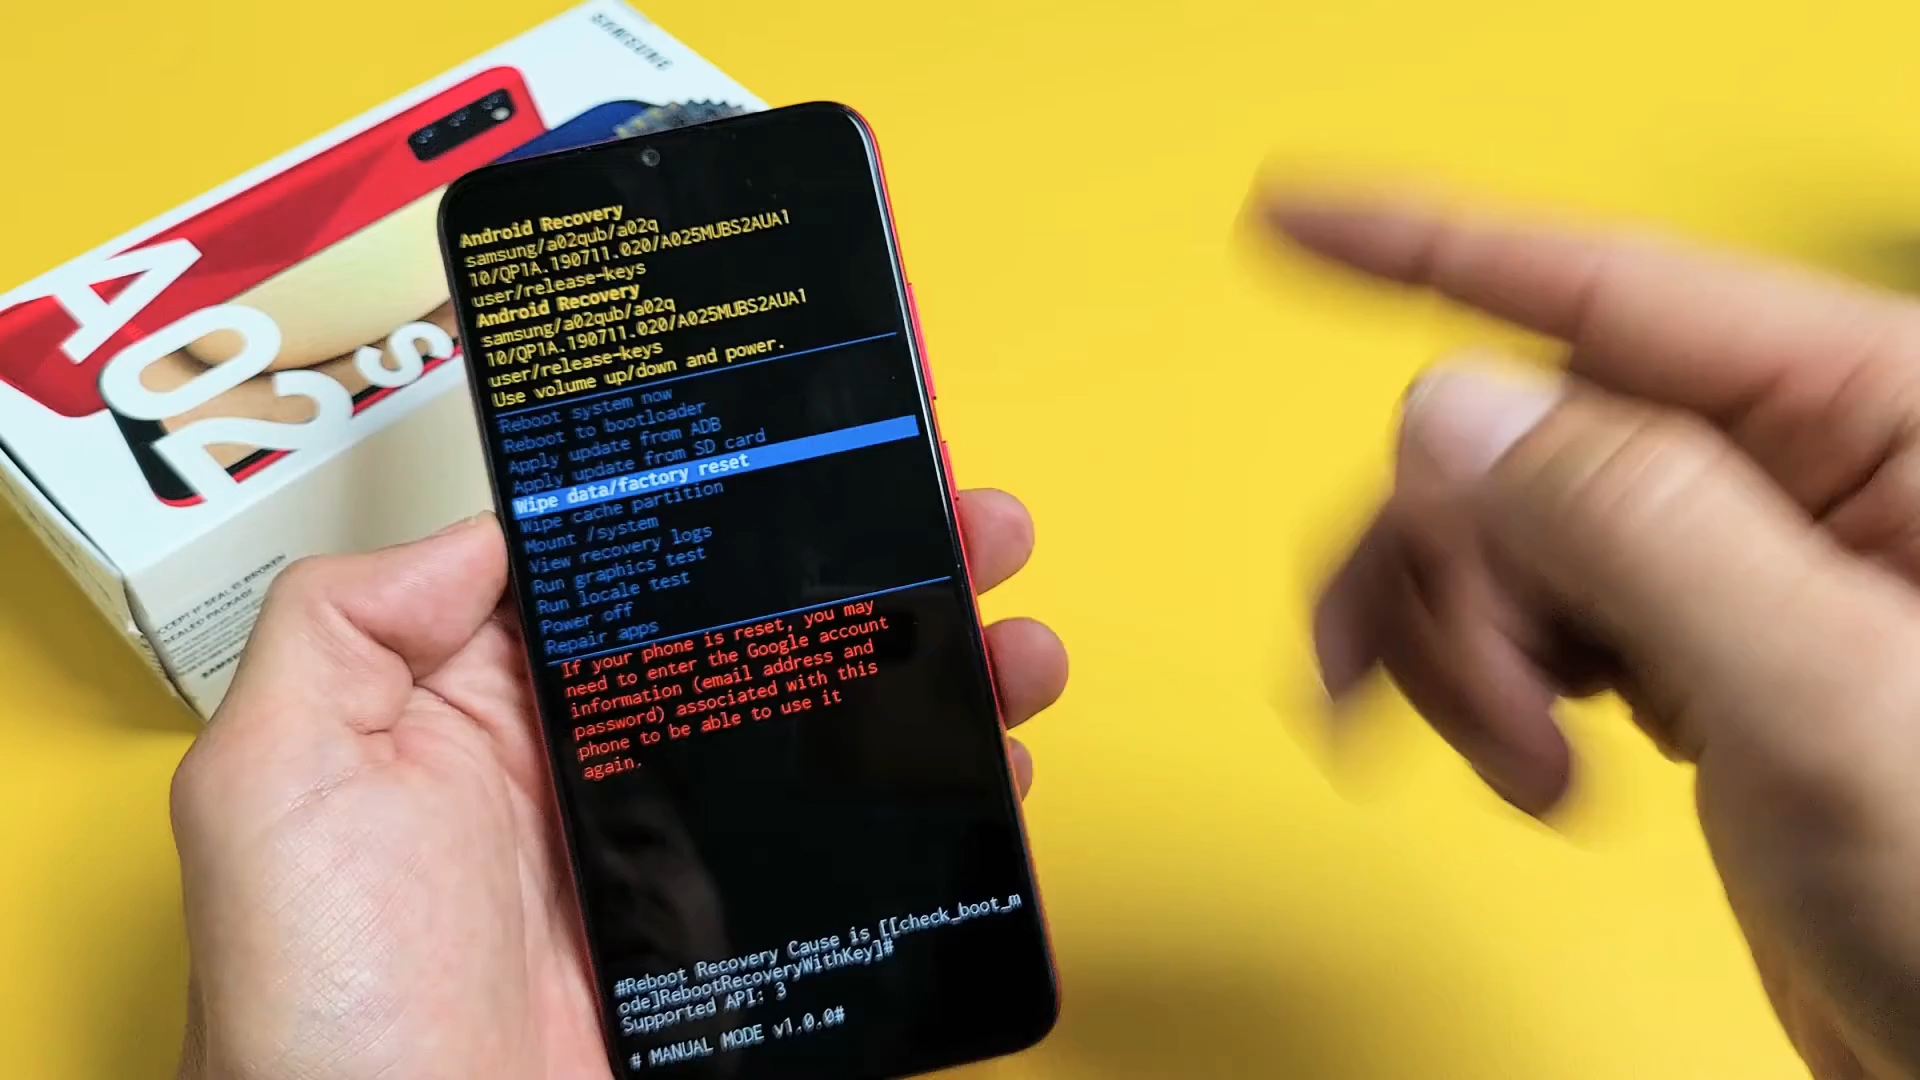 SAMSUNG
A02s
Android Recovery
samsung/a02qub/a02q
10/QP1A.190711.020/A025MUBS2AUA1
user/release-keys
Android Recovery
samsung/a02qub/a02q
10/QP1A.190711.020/A025MUBS2AUA1
user/release-keys
Use volume up/down and power.
Reboot system now
Reboot to bootloader
Apply update from ADB
Apply update from SD card
Wipe data/factory reset
Wipe cache partition
Mount /system
View recovery logs
Run graphics test
Run locale test
Power off
Repair apps
If your phone is reset, you may
need to enter the Google account
information (email address and
password) associated with this
phone to be able to use it
again.
#Reboot Recovery Cause is [[check_boot_m
ode]RebootRecoveryWithKey]#
Supported API: 3
# MANUAL MODE v1.0.0#
IF SEAL IS BROKEN
SEALED PACKAGE